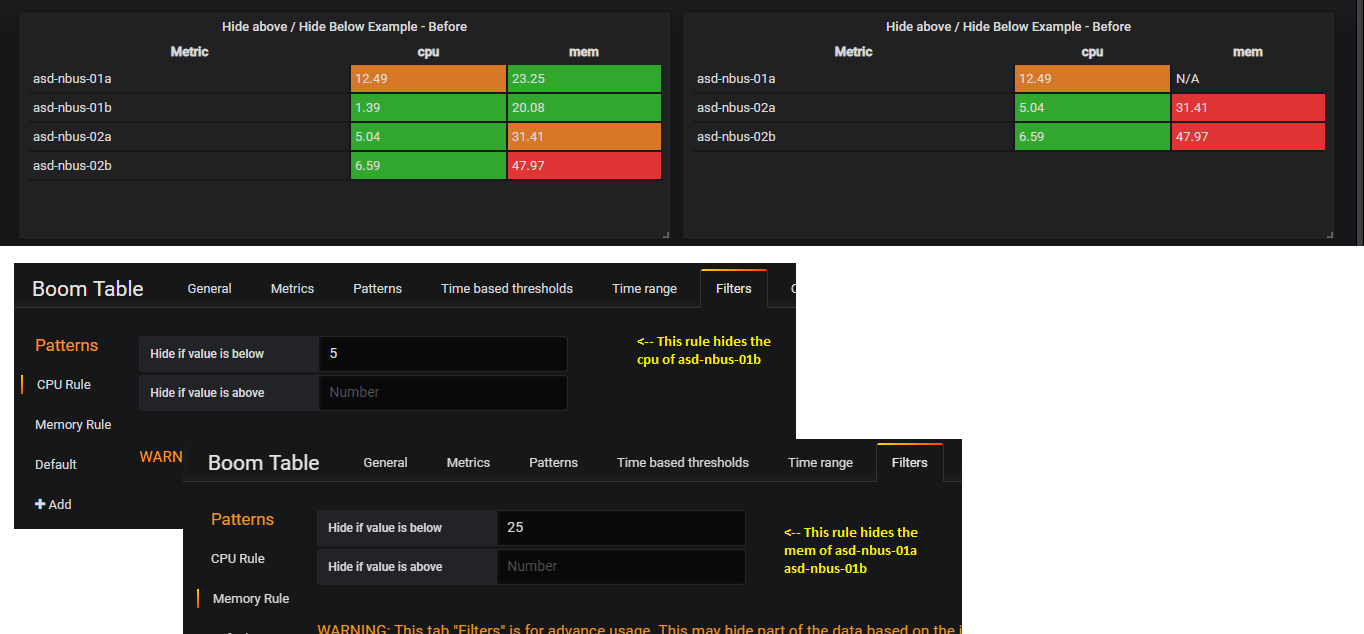 Hide above / Hide Below Example - Before
Metric cpu mem
asd-nbus-01a 12.49 23.25
asd-nbus-01b 1.39 20.08
asd-nbus-02a 5.04 31.41
asd-nbus-02b 6.59 47.97
Hide above / Hide Below Example - Before
Metric cpu mem
asd-nbus-01a 12.49 N/A
asd-nbus-02a 5.04 31.41
asd-nbus-02b 6.59 47.97
Boom Table General Metrics Patterns Time based thresholds Time range Filters
Patterns
CPU Rule
Memory Rule
Default
+ Add
Hide if value is below 5
Hide if value is above Number
WARN
<-- This rule hides the
cpu of asd-nbus-01b
Boom Table General Metrics Patterns Time based thresholds Time range Filters
Patterns
CPU Rule
Memory Rule
Hide if value is below 25
Hide if value is above Number
<-- This rule hides the
mem of asd-nbus-01a
asd-nbus-01b
WARNING: This tab "Filters" is for advance usage. This may hide part of the data based on the